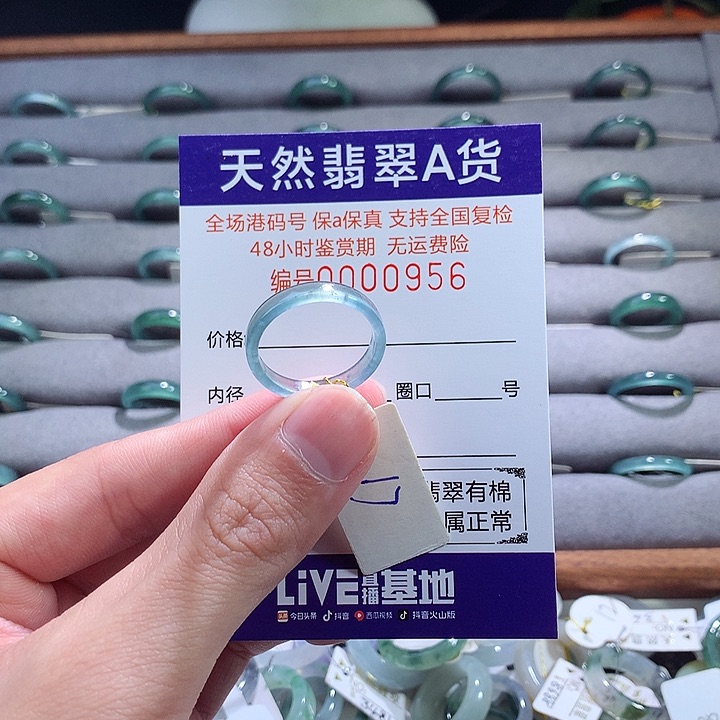 天然翡翠A货
全场港码号 保a保真 支持全国复检
48小时鉴赏期 无运费险
编号0000956
价格
内径 圈口 号
翡翠有棉
属正常
LiVE直播基地
今日头条 抖音 西瓜视频 抖音火山版